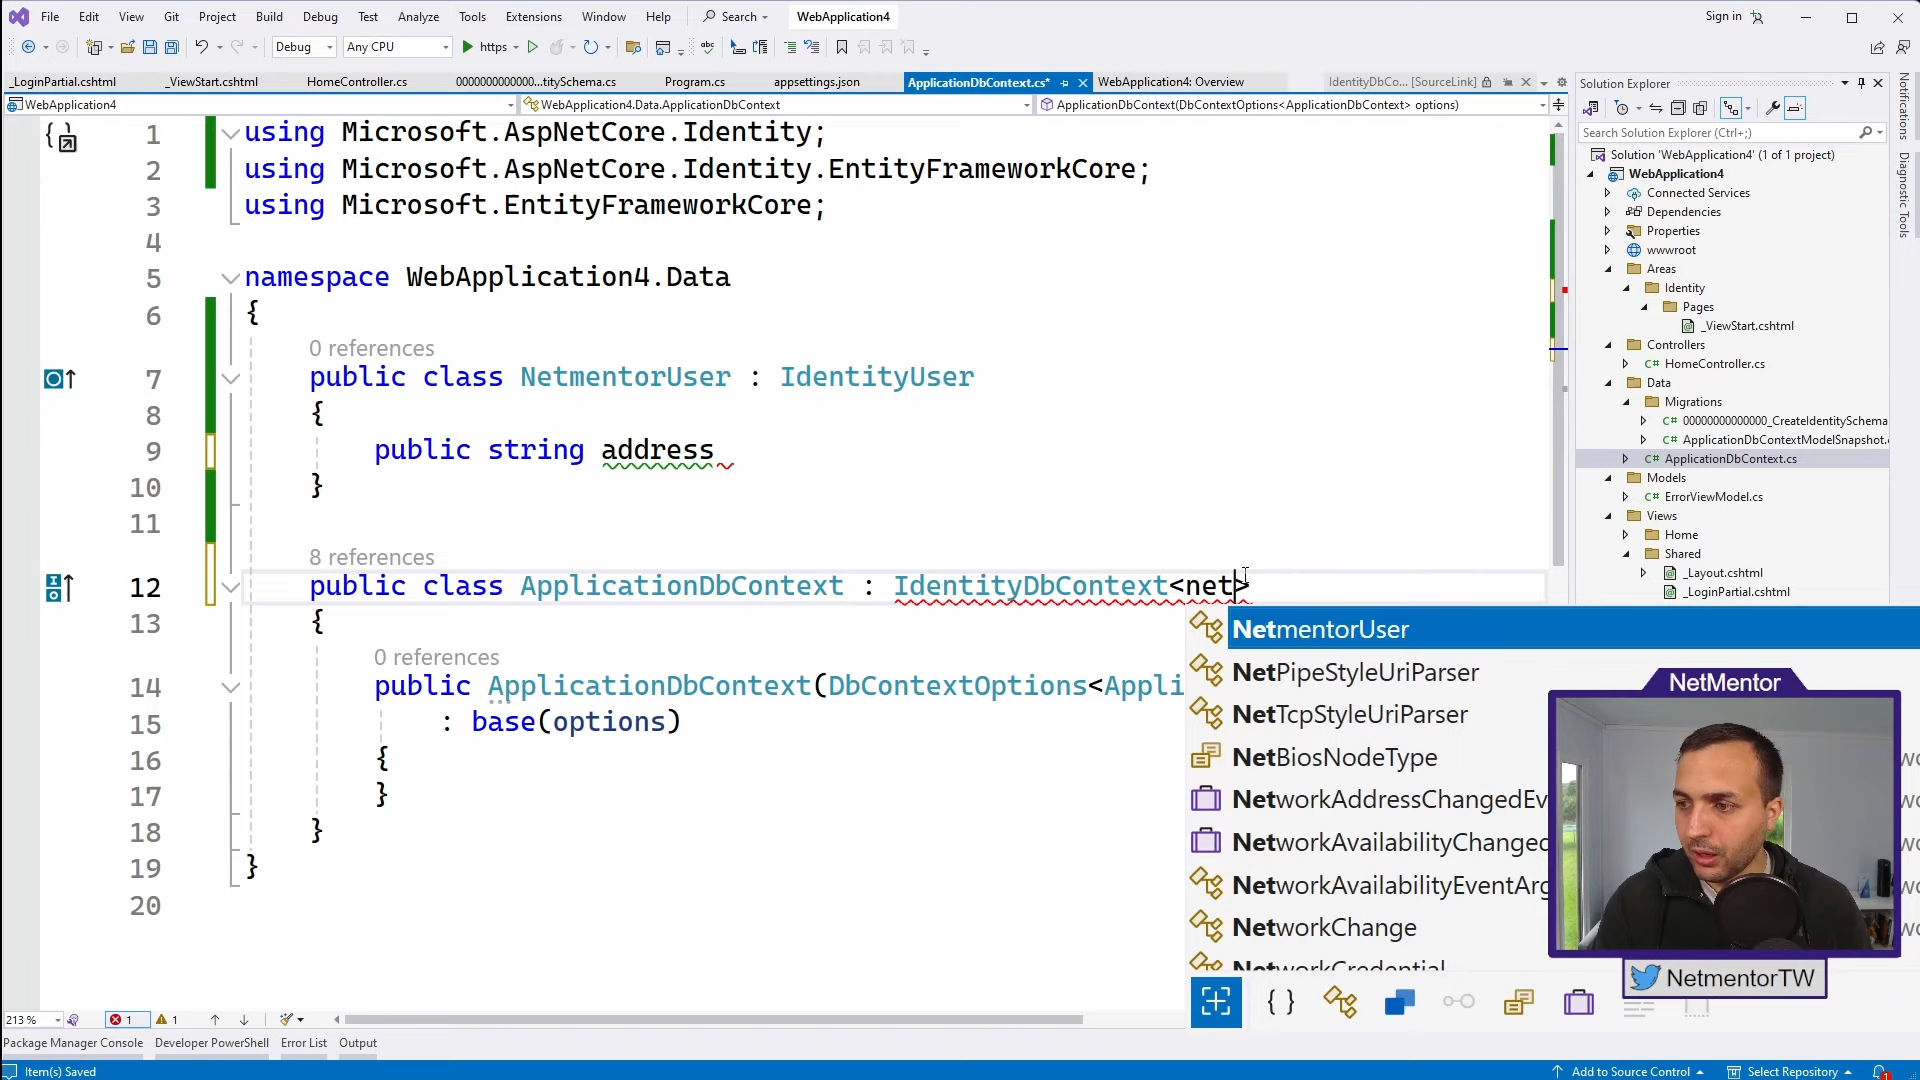 File Edit View Git Project Build Debug Test Analyze Tools Extensions Window Help Search WebApplication4 Sign in
Debug Any CPU https
_LoginPartial.cshtml _ViewStart.cshtml HomeController.cs 0000000000000...titySchema.cs Program.cs appsettings.json ApplicationDbContext.cs* WebApplication4: Overview IdentityDbCo... [SourceLink]
WebApplication4 WebApplication4.Data.ApplicationDbContext ApplicationDbContext(DbContextOptions<ApplicationDbContext> options)
1 using Microsoft.AspNetCore.Identity;
2 using Microsoft.AspNetCore.Identity.EntityFrameworkCore;
3 using Microsoft.EntityFrameworkCore;
4
5 namespace WebApplication4.Data
6 {
0 references
7 public class NetmentorUser : IdentityUser
8 {
9 public string address
10 }
11
8 references
12 public class ApplicationDbContext : IdentityDbContext<net>
13 {
0 references
14 public ApplicationDbContext(DbContextOptions<Appli
15 : base(options)
16 {
17 }
18 }
19 }
20
NetmentorUser
NetPipeStyleUriParser
NetTcpStyleUriParser
NetBiosNodeType
NetworkAddressChangedEv
NetworkAvailabilityChanged
NetworkAvailabilityEventArg
NetworkChange
NetworkCredential
Solution Explorer
Search Solution Explorer (Ctrl+;)
Solution 'WebApplication4' (1 of 1 project)
WebApplication4
Connected Services
Dependencies
Properties
wwwroot
Areas
Identity
Pages
_ViewStart.cshtml
Controllers
HomeController.cs
Data
Migrations
00000000000000_CreateIdentitySchema
ApplicationDbContextModelSnapshot.c
ApplicationDbContext.cs
Models
ErrorViewModel.cs
Views
Home
Shared
_Layout.cshtml
_LoginPartial.cshtml
Notifications
Diagnostic Tools
NetMentor
NetmentorTW
213 % 1 1
Package Manager Console Developer PowerShell Error List Output
Item(s) Saved Add to Source Control Select Repository 1